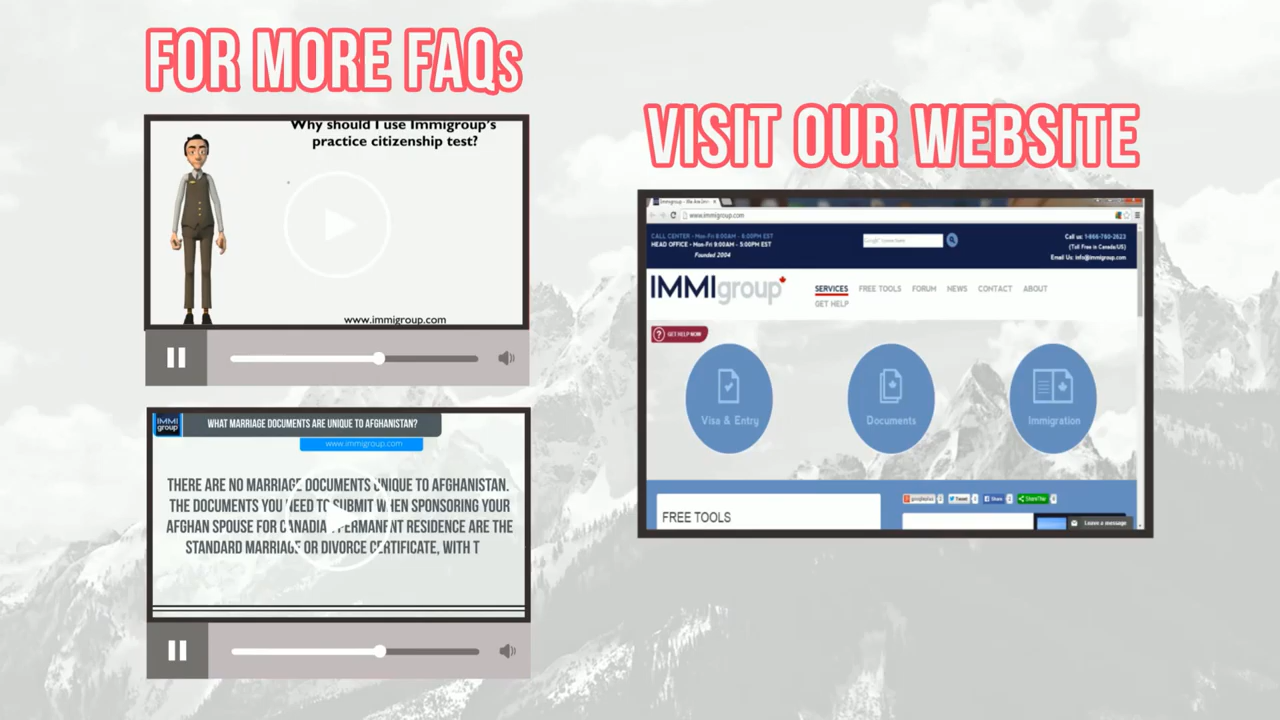 FOR MORE FAQs
Why should I use Immigroup's
practice citizenship test?
www.immigroup.com
WHAT MARRIAGE DOCUMENTS ARE UNIQUE TO AFGHANISTAN?
IMMI
group
www.immigroup.com
THERE ARE NO MARRIAGE DOCUMENTS UNIQUE TO AFGHANISTAN.
THE DOCUMENTS YOU NEED TO SUBMIT WHEN SPONSORING YOUR
AFGHAN SPOUSE FOR CANADIAN PERMANENT RESIDENCE ARE THE
STANDARD MARRIAGE OR DIVORCE CERTIFICATE, WITH T
VISIT OUR WEBSITE
www.immigroup.com
CALL CENTER - Mon-Fri 8:00AM - 6:00PM EST
HEAD OFFICE - Mon-Fri 9:00AM - 5:00PM EST
Founded 2004
Call us: 1-866-760-2623
(Toll Free in Canada/US)
Email Us: info@immigroup.com
IMMIgroup
SERVICES FREE TOOLS FORUM NEWS CONTACT ABOUT
GET HELP
GET HELP NOW!
Visa & Entry
Documents
Immigration
Tweet
Share
ShareThis
FREE TOOLS
Leave a message